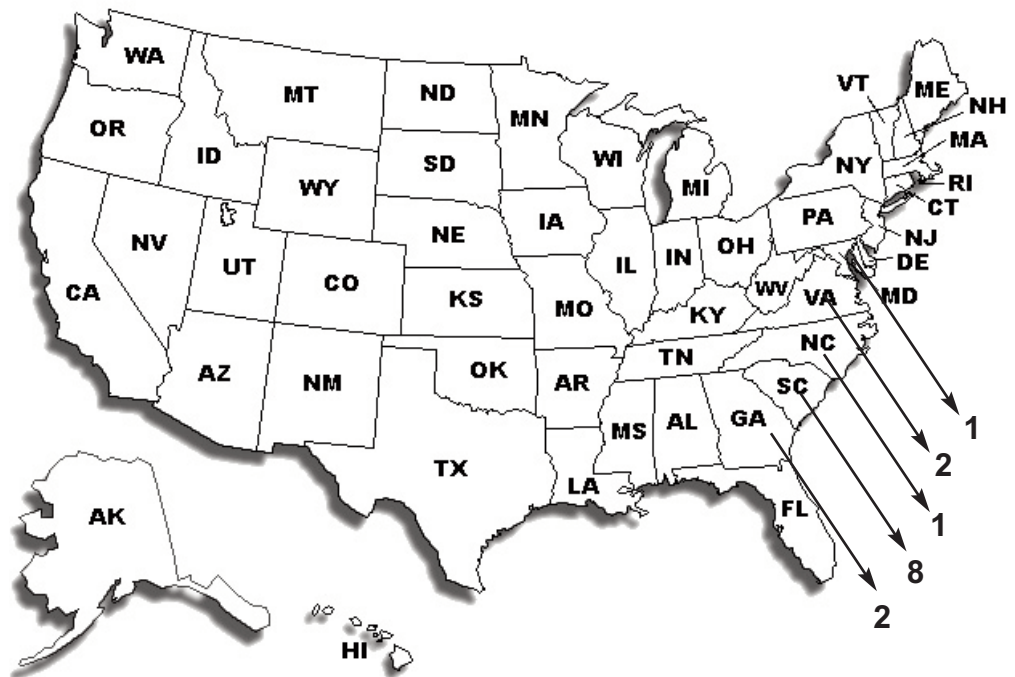 WA
MT
ND
MN
VT
ME
NH
OR
ID
SD
WI
MI
NY
MA
WY
RI
CT
IA
PA
NV
NE
NJ
UT
CO
IL
IN
OH
DE
CA
KS
MO
WV
VA
MD
KY
NC
TN
AZ
NM
OK
AR
SC
MS
AL
GA
1
TX
2
LA
AK
FL
1
8
2
HI